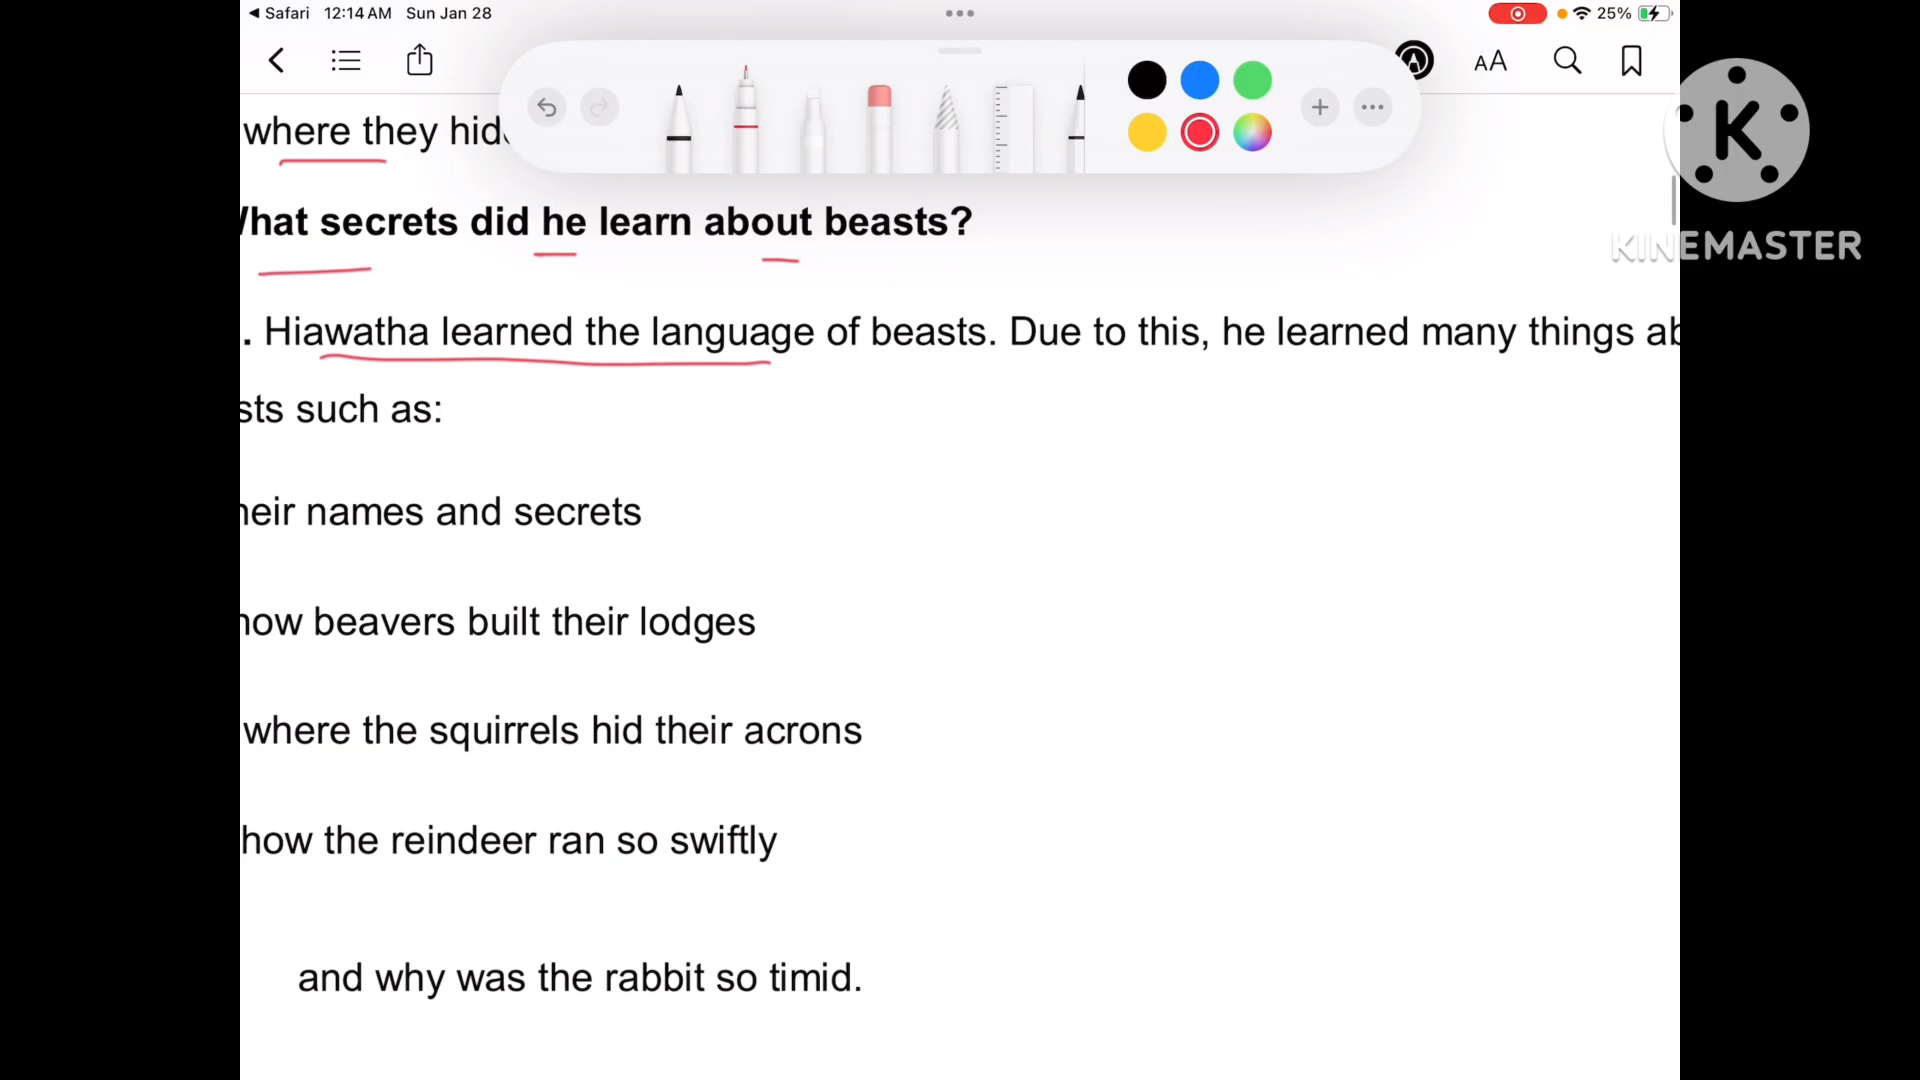 Safari 12:14 AM Sun Jan 28
25%
AA
K
KINEMASTER
where they hid
What secrets did he learn about beasts?
. Hiawatha learned the language of beasts. Due to this, he learned many things ab
sts such as:
heir names and secrets
how beavers built their lodges
where the squirrels hid their acrons
how the reindeer ran so swiftly
and why was the rabbit so timid.